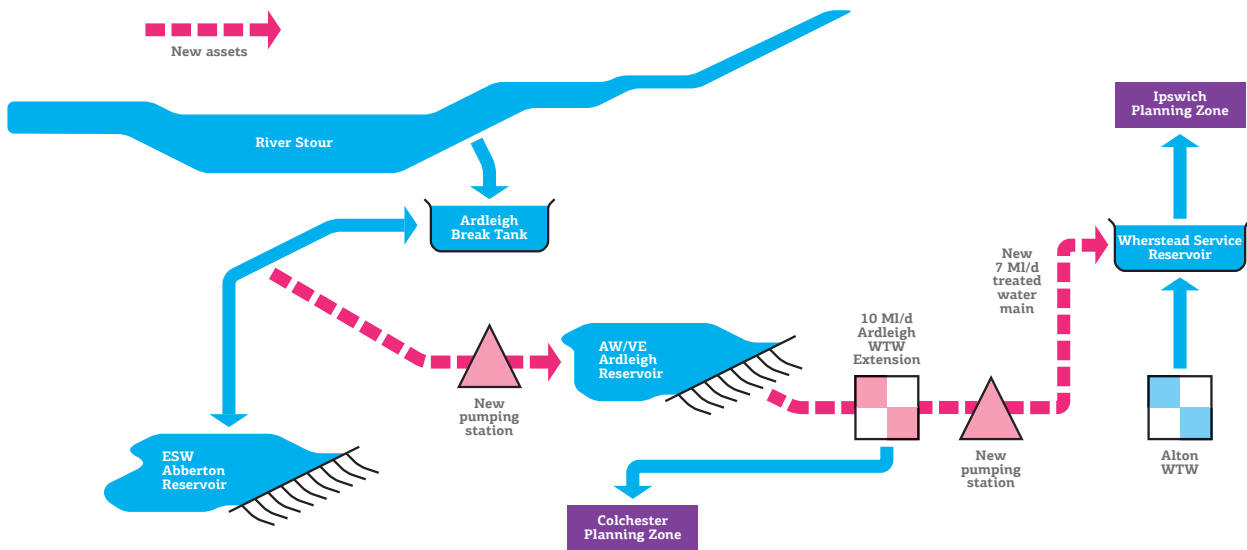 New assets
River Stour
Ipswich
Planning Zone
Ardleigh
Break Tank
Wherstead Service
Reservoir
New
7 Ml/d
treated
water
main
10 Ml/d
Ardleigh
WTW
Extension
AW/VE
Ardleigh
Reservoir
New
pumping
station
ESW
Abberton
Reservoir
New
pumping
station
Alton
WTW
Colchester
Planning Zone